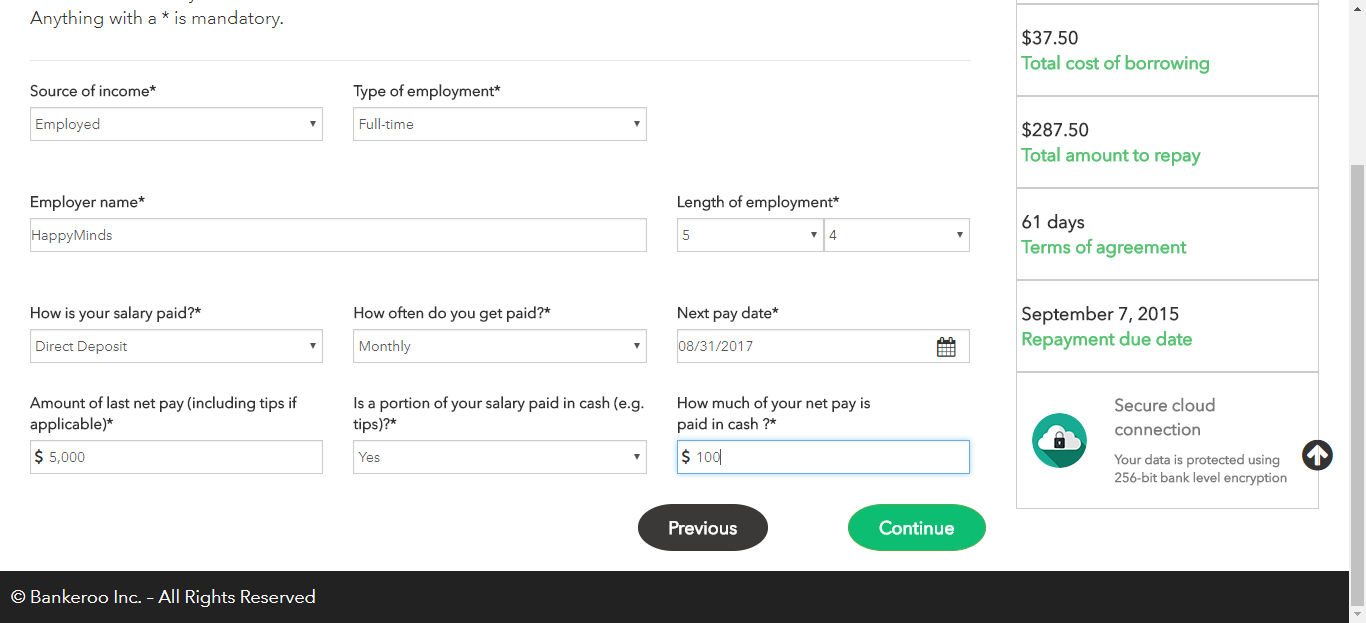 Anything with a * is mandatory.
Source of income*
Type of employment*
Employed
Full-time
Employer name*
Length of employment*
HappyMinds
5
4
How is your salary paid?*
How often do you get paid?*
Next pay date*
Direct Deposit
Monthly
08/31/2017
Amount of last net pay (including tips if
applicable)*
Is a portion of your salary paid in cash (e.g.
tips)?*
How much of your net pay is
paid in cash ?*
$ 5,000
Yes
$ 100
Previous
Continue
$37.50
Total cost of borrowing
$287.50
Total amount to repay
61 days
Terms of agreement
September 7, 2015
Repayment due date
Secure cloud
connection
Your data is protected using
256-bit bank level encryption
© Bankeroo Inc. – All Rights Reserved